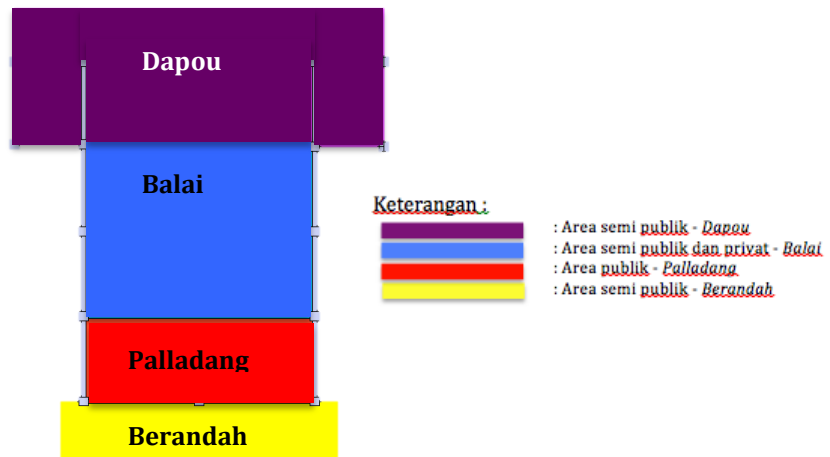 Dapou
Balai
Palladang
Berandah
Keterangan :
: Area semi publik - Dapou
: Area semi publik dan privat - Balai
: Area publik - Palladang
: Area semi publik - Berandah